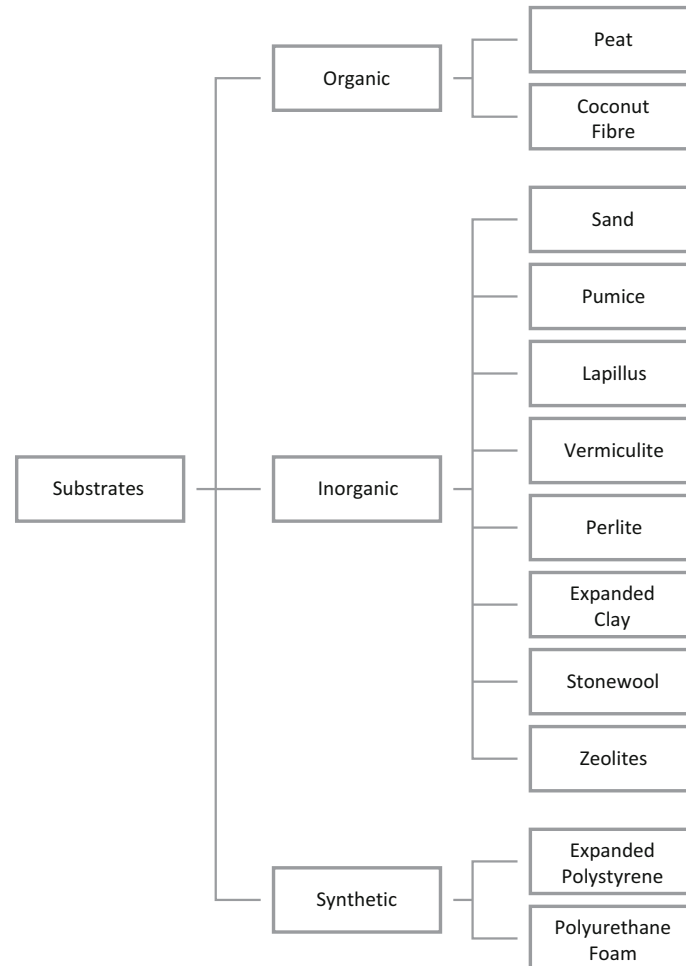 Substrates
Organic
Peat
Coconut
Fibre
Inorganic
Sand
Pumice
Lapillus
Vermiculite
Perlite
Expanded
Clay
Stonewool
Zeolites
Synthetic
Expanded
Polystyrene
Polyurethane
Foam